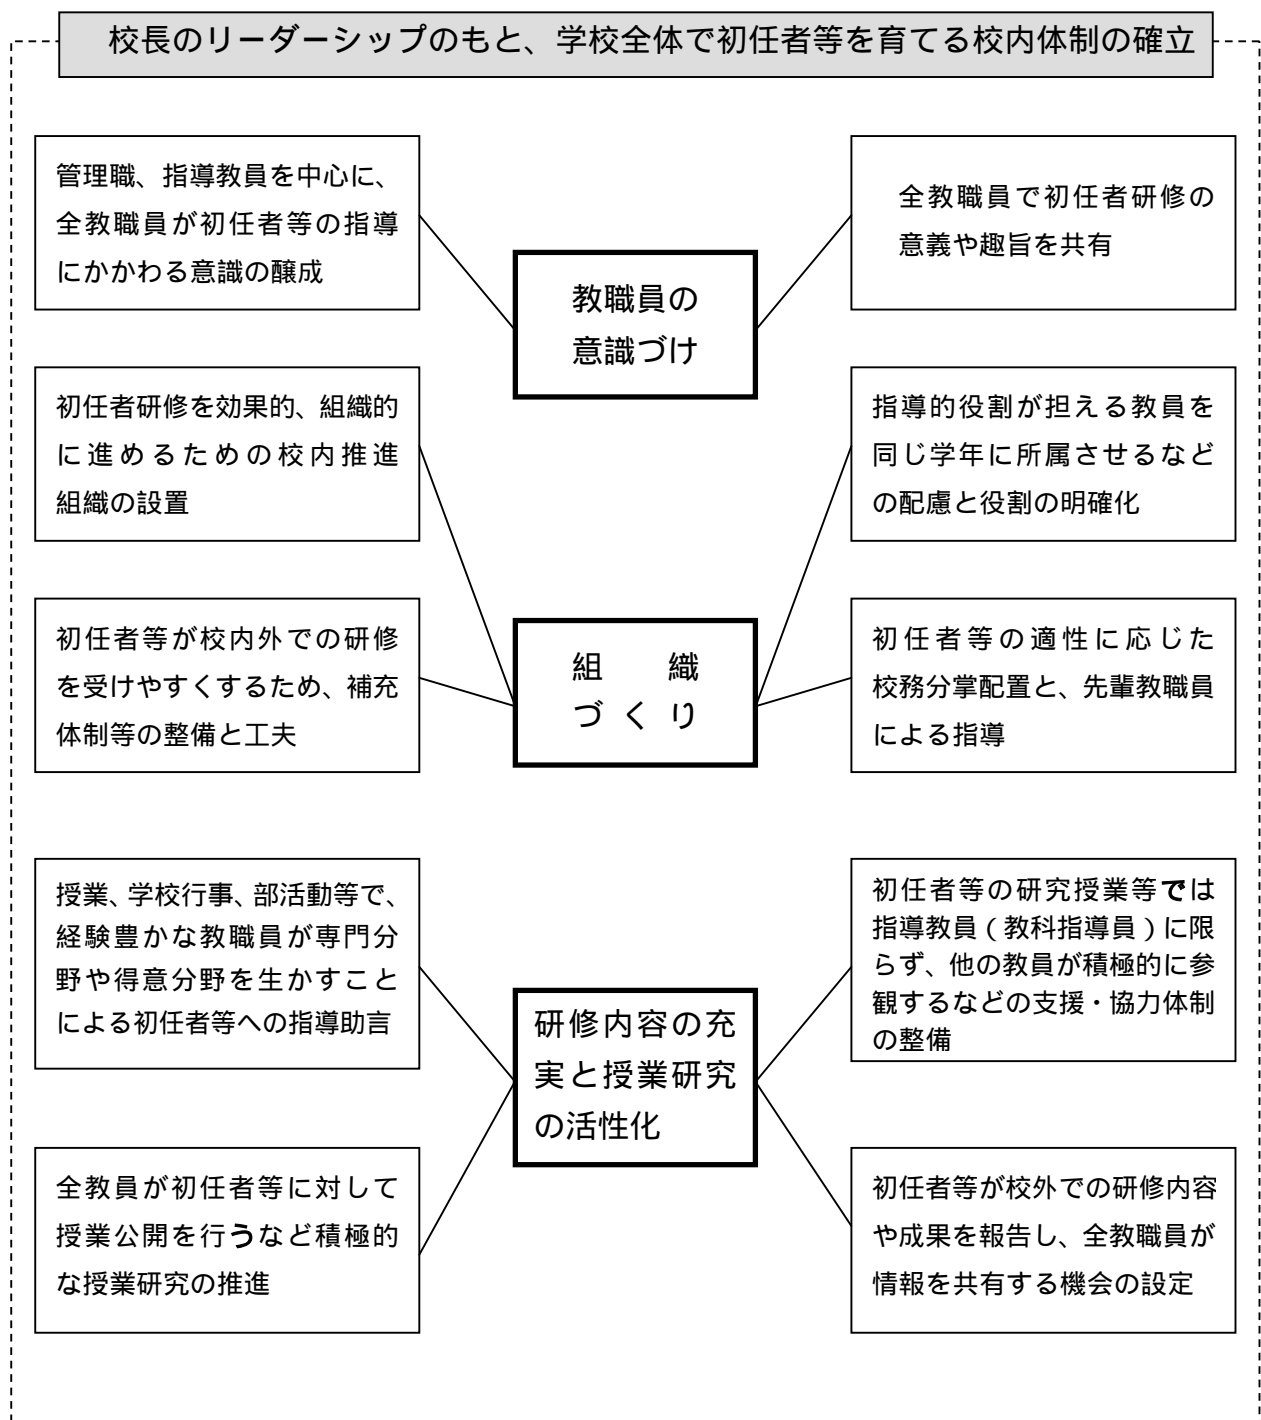 校長のリーダーシップのもと、学校全体で初任者等を育てる校内体制の確立
管理職、指導教員を中心に、
全教職員が初任者等の指導
にかかわる意識の醸成
全教職員で初任者研修の
意義や趣旨を共有
教職員の
意識づけ
初任者研修を効果的、組織的
に進めるための校内推進
組織の設置
指導的役割が担える教員を
同じ学年に所属させるなど
の配慮と役割の明確化
初任者等が校内外での研修
を受けやすくするため、補充
体制等の整備と工夫
組織
づくり
初任者等の適性に応じた
校務分掌配置と、先輩教職員
による指導
授業、学校行事、部活動等で、
経験豊かな教職員が専門分
野や得意分野を生かすこと
による初任者等への指導助言
初任者等の研究授業等では
指導教員（教科指導員）に限
らず、他の教員が積極的に参
観するなどの支援・協力体制
の整備
研修内容の充
実と授業研究
の活性化
全教員が初任者等に対して
授業公開を行うなど積極的
な授業研究の推進
初任者等が校外での研修内容
や成果を報告し、全教職員が
情報を共有する機会の設定